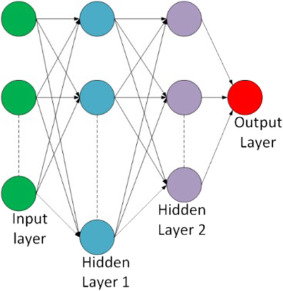 Output
Layer
Input
layer
Hidden
Layer 2
Hidden
Layer 1